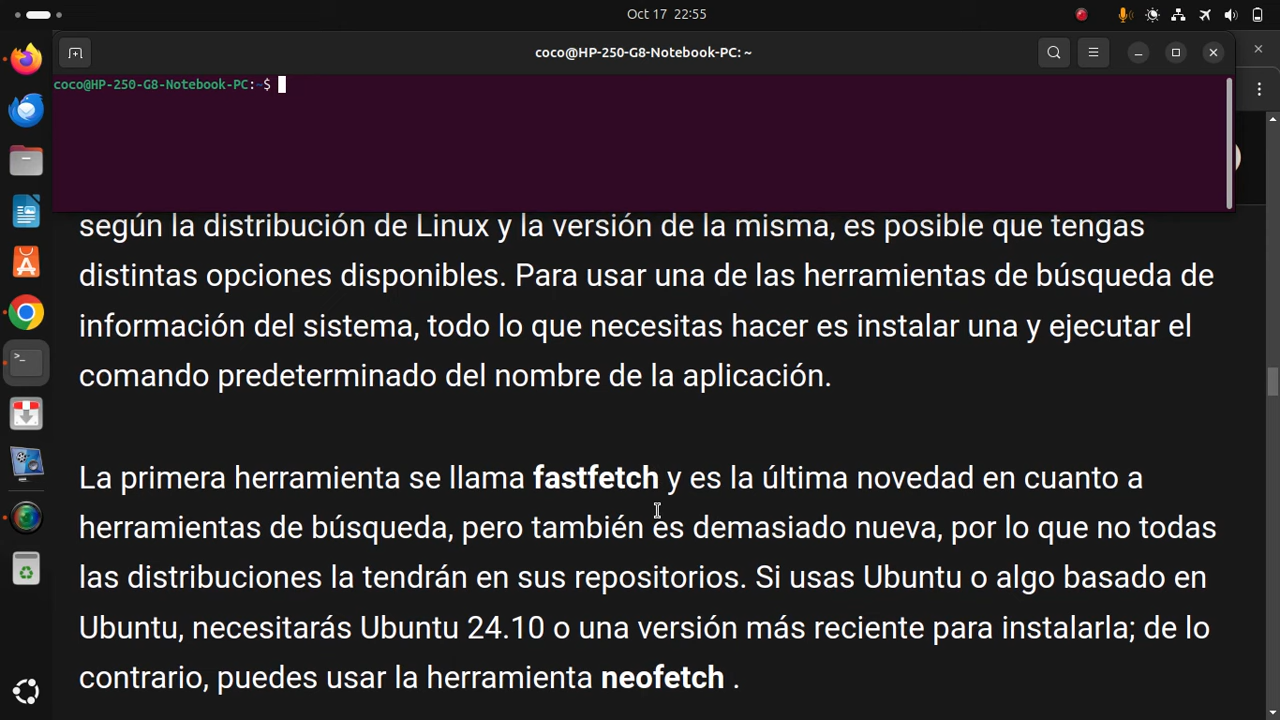 Oct 17 22:55
coco@HP-250-G8-Notebook-PC: ~
coco@HP-250-G8-Notebook-PC:~$
según la distribución de Linux y la versión de la misma, es posible que tengas
distintas opciones disponibles. Para usar una de las herramientas de búsqueda de
información del sistema, todo lo que necesitas hacer es instalar una y ejecutar el
comando predeterminado del nombre de la aplicación.
La primera herramienta se llama fastfetch y es la última novedad en cuanto a
herramientas de búsqueda, pero también es demasiado nueva, por lo que no todas
las distribuciones la tendrán en sus repositorios. Si usas Ubuntu o algo basado en
Ubuntu, necesitarás Ubuntu 24.10 o una versión más reciente para instalarla; de lo
contrario, puedes usar la herramienta neofetch .